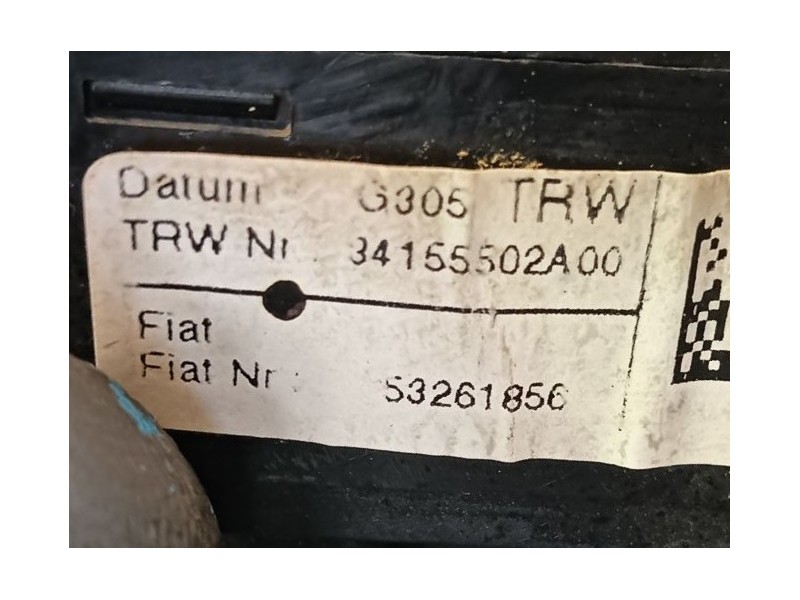 Datum G305 TRW
TRW Nr. 34155502A00
Fiat
Fiat Nr 53261856